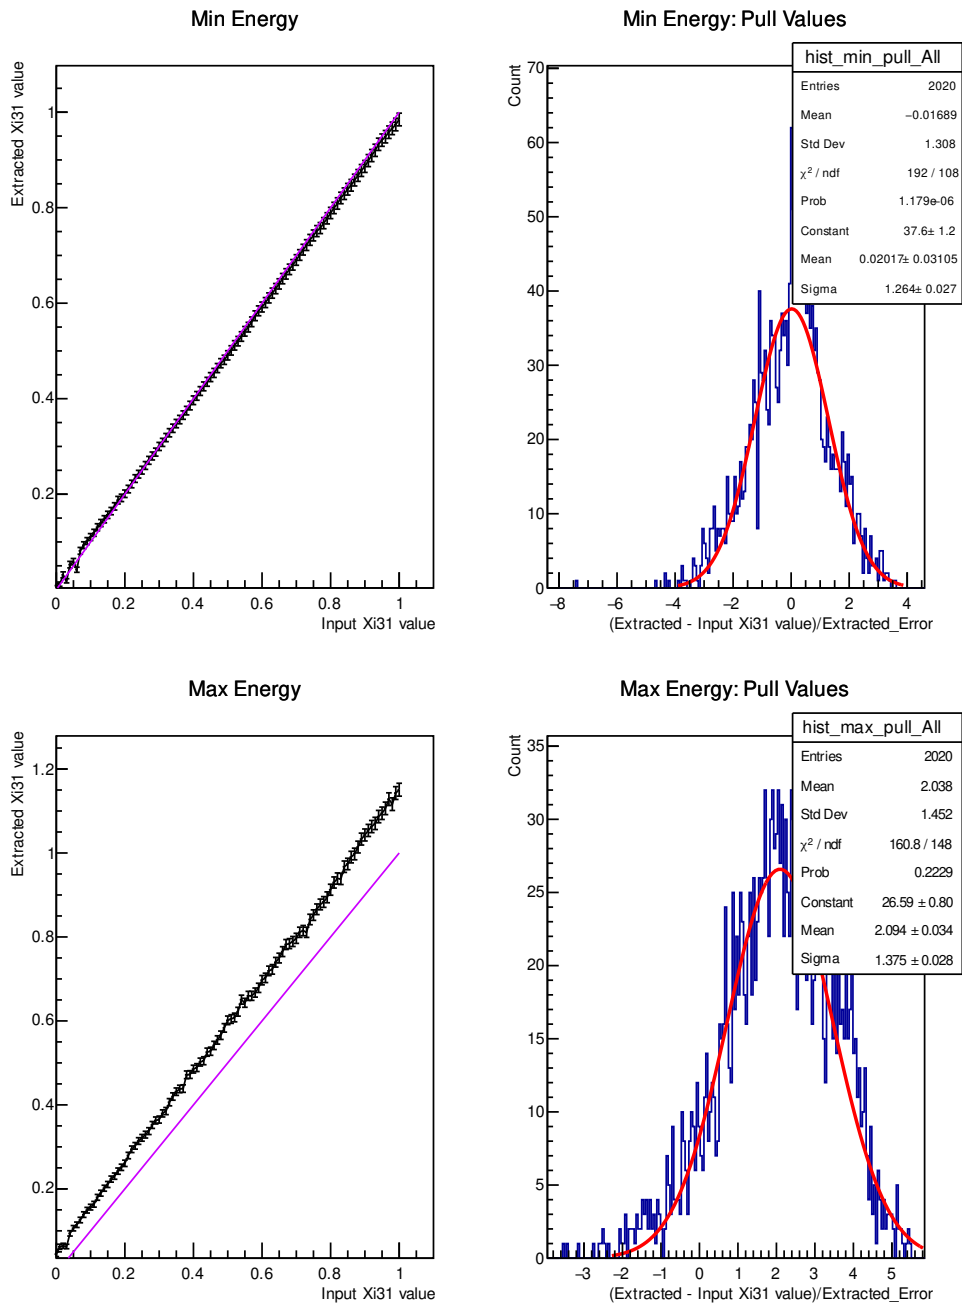 Min Energy
Extracted Xi31 value
1
0.8
0.6
0.4
0.2
0 0.2 0.4 0.6 0.8 1
Input Xi31 value
Min Energy: Pull Values
Count
70
60
50
40
30
20
10
0
−8 −6 −4 −2 0 2 4
(Extracted - Input Xi31 value)/Extracted_Error
hist_min_pull_All
Entries 2020
Mean −0.01689
Std Dev 1.308
χ² / ndf 192 / 108
Prob 1.179e-06
Constant 37.6± 1.2
Mean 0.02017± 0.03105
Sigma 1.264± 0.027
Max Energy
Extracted Xi31 value
1.2
1
0.8
0.6
0.4
0.2
0 0.2 0.4 0.6 0.8 1
Input Xi31 value
Max Energy: Pull Values
Count
35
30
25
20
15
10
5
0
−3 −2 −1 0 1 2 3 4 5
(Extracted - Input Xi31 value)/Extracted_Error
hist_max_pull_All
Entries 2020
Mean 2.038
Std Dev 1.452
χ² / ndf 160.8 / 148
Prob 0.2229
Constant 26.59 ± 0.80
Mean 2.094 ± 0.034
Sigma 1.375 ± 0.028